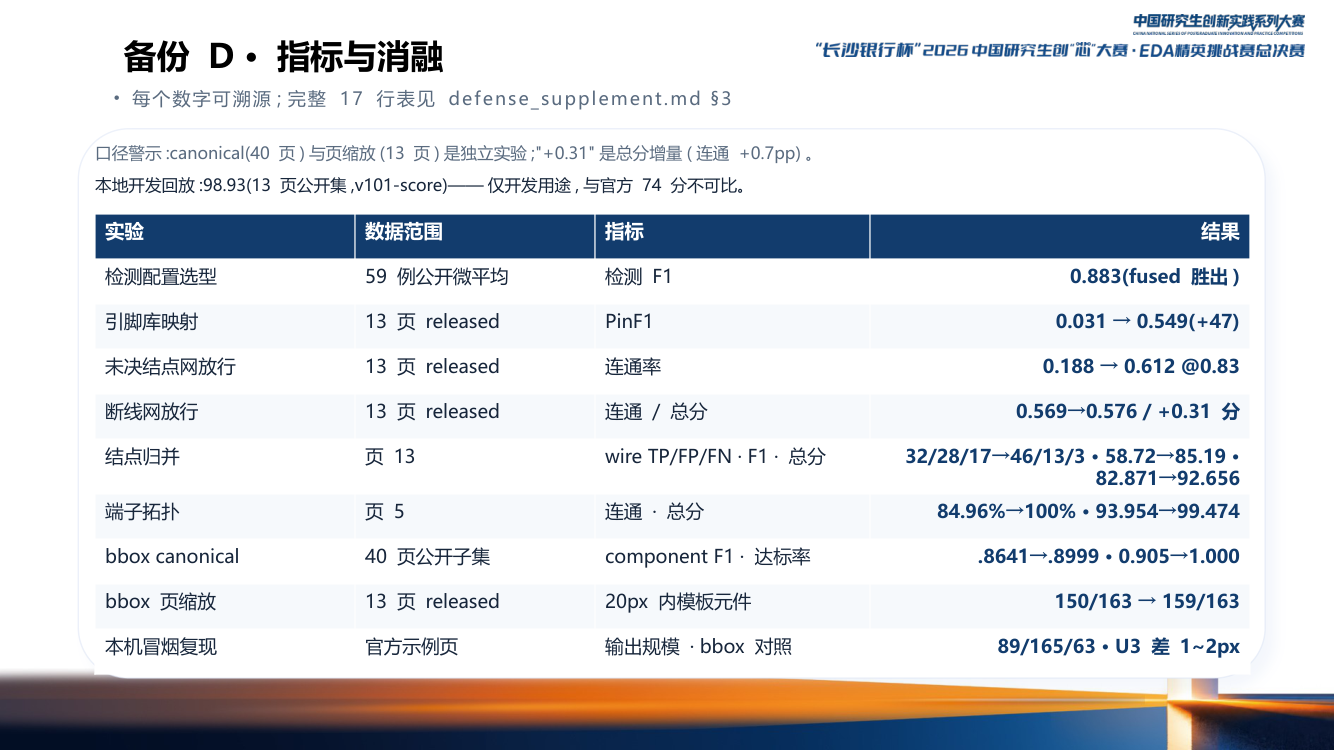 中国研究生创新实践系列大赛
CHINA NATIONAL SERIES OF POSTGRADUATE INNOVATION AND PRACTICE COMPETITIONS
“长沙银行杯”2026中国研究生创“芯”大赛·EDA精英挑战赛总决赛
备份 D • 指标与消融
• 每个数字可溯源;完整 17 行表见 defense_supplement.md §3
口径警示:canonical(40 页)与页缩放(13 页)是独立实验;"+0.31"是总分增量(连通 +0.7pp)。
本地开发回放:98.93(13 页公开集,v101-score)—— 仅开发用途,与官方 74 分不可比。
实验 数据范围 指标 结果
检测配置选型 59 例公开微平均 检测 F1 0.883(fused 胜出)
引脚库映射 13 页 released PinF1 0.031 → 0.549(+47)
未决结点网放行 13 页 released 连通率 0.188 → 0.612 @0.83
断线网放行 13 页 released 连通 / 总分 0.569→0.576 / +0.31 分
结点归并 页 13 wire TP/FP/FN · F1 · 总分 32/28/17→46/13/3 • 58.72→85.19 •
82.871→92.656
端子拓扑 页 5 连通 · 总分 84.96%→100% • 93.954→99.474
bbox canonical 40 页公开子集 component F1 · 达标率 .8641→.8999 • 0.905→1.000
bbox 页缩放 13 页 released 20px 内模板元件 150/163 → 159/163
本机冒烟复现 官方示例页 输出规模 · bbox 对照 89/165/63 • U3 差 1~2px